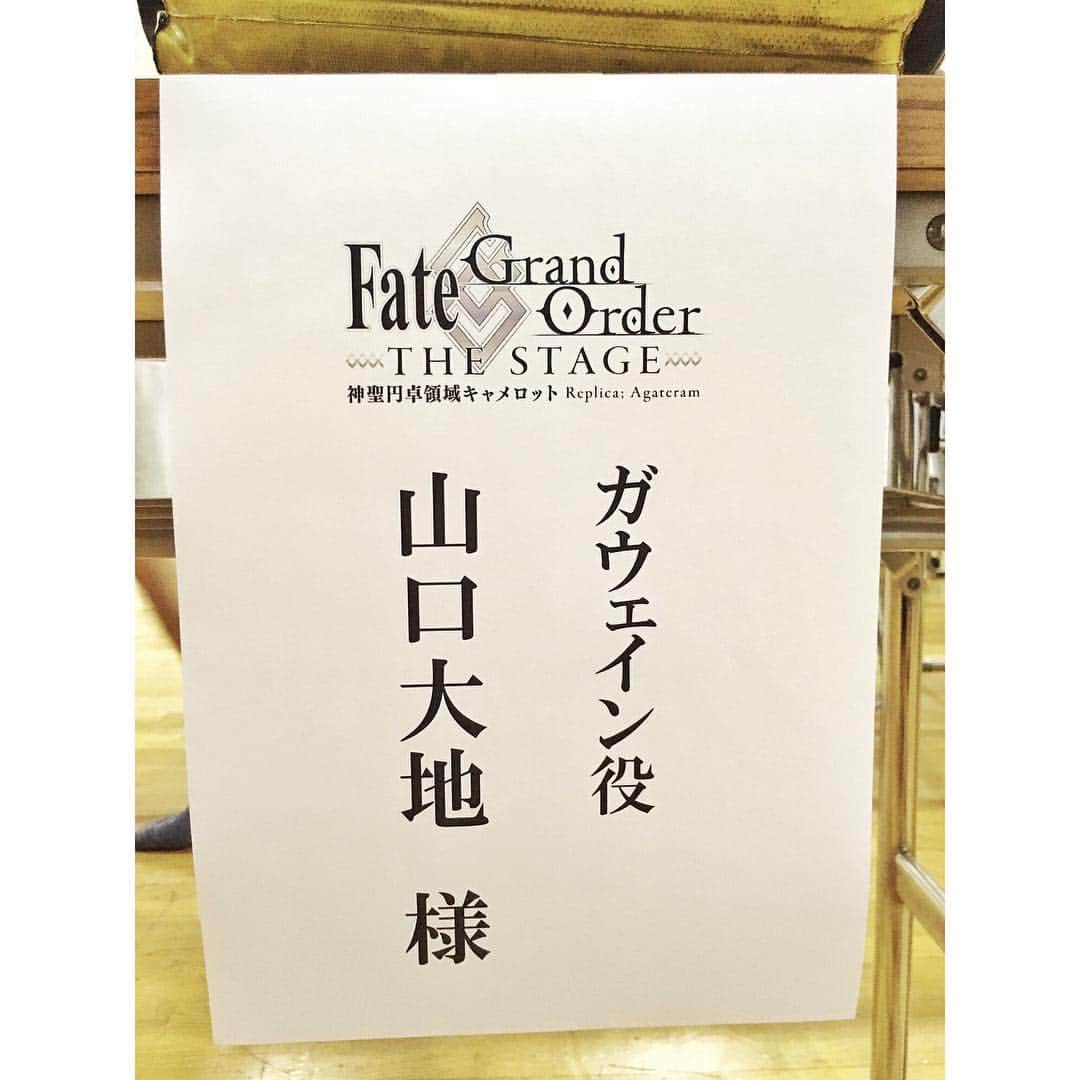 Fate Grand
Order
THE STAGE
神聖円卓領域キャメロット Replica; Agateram
ガウェイン役
山口大地 様